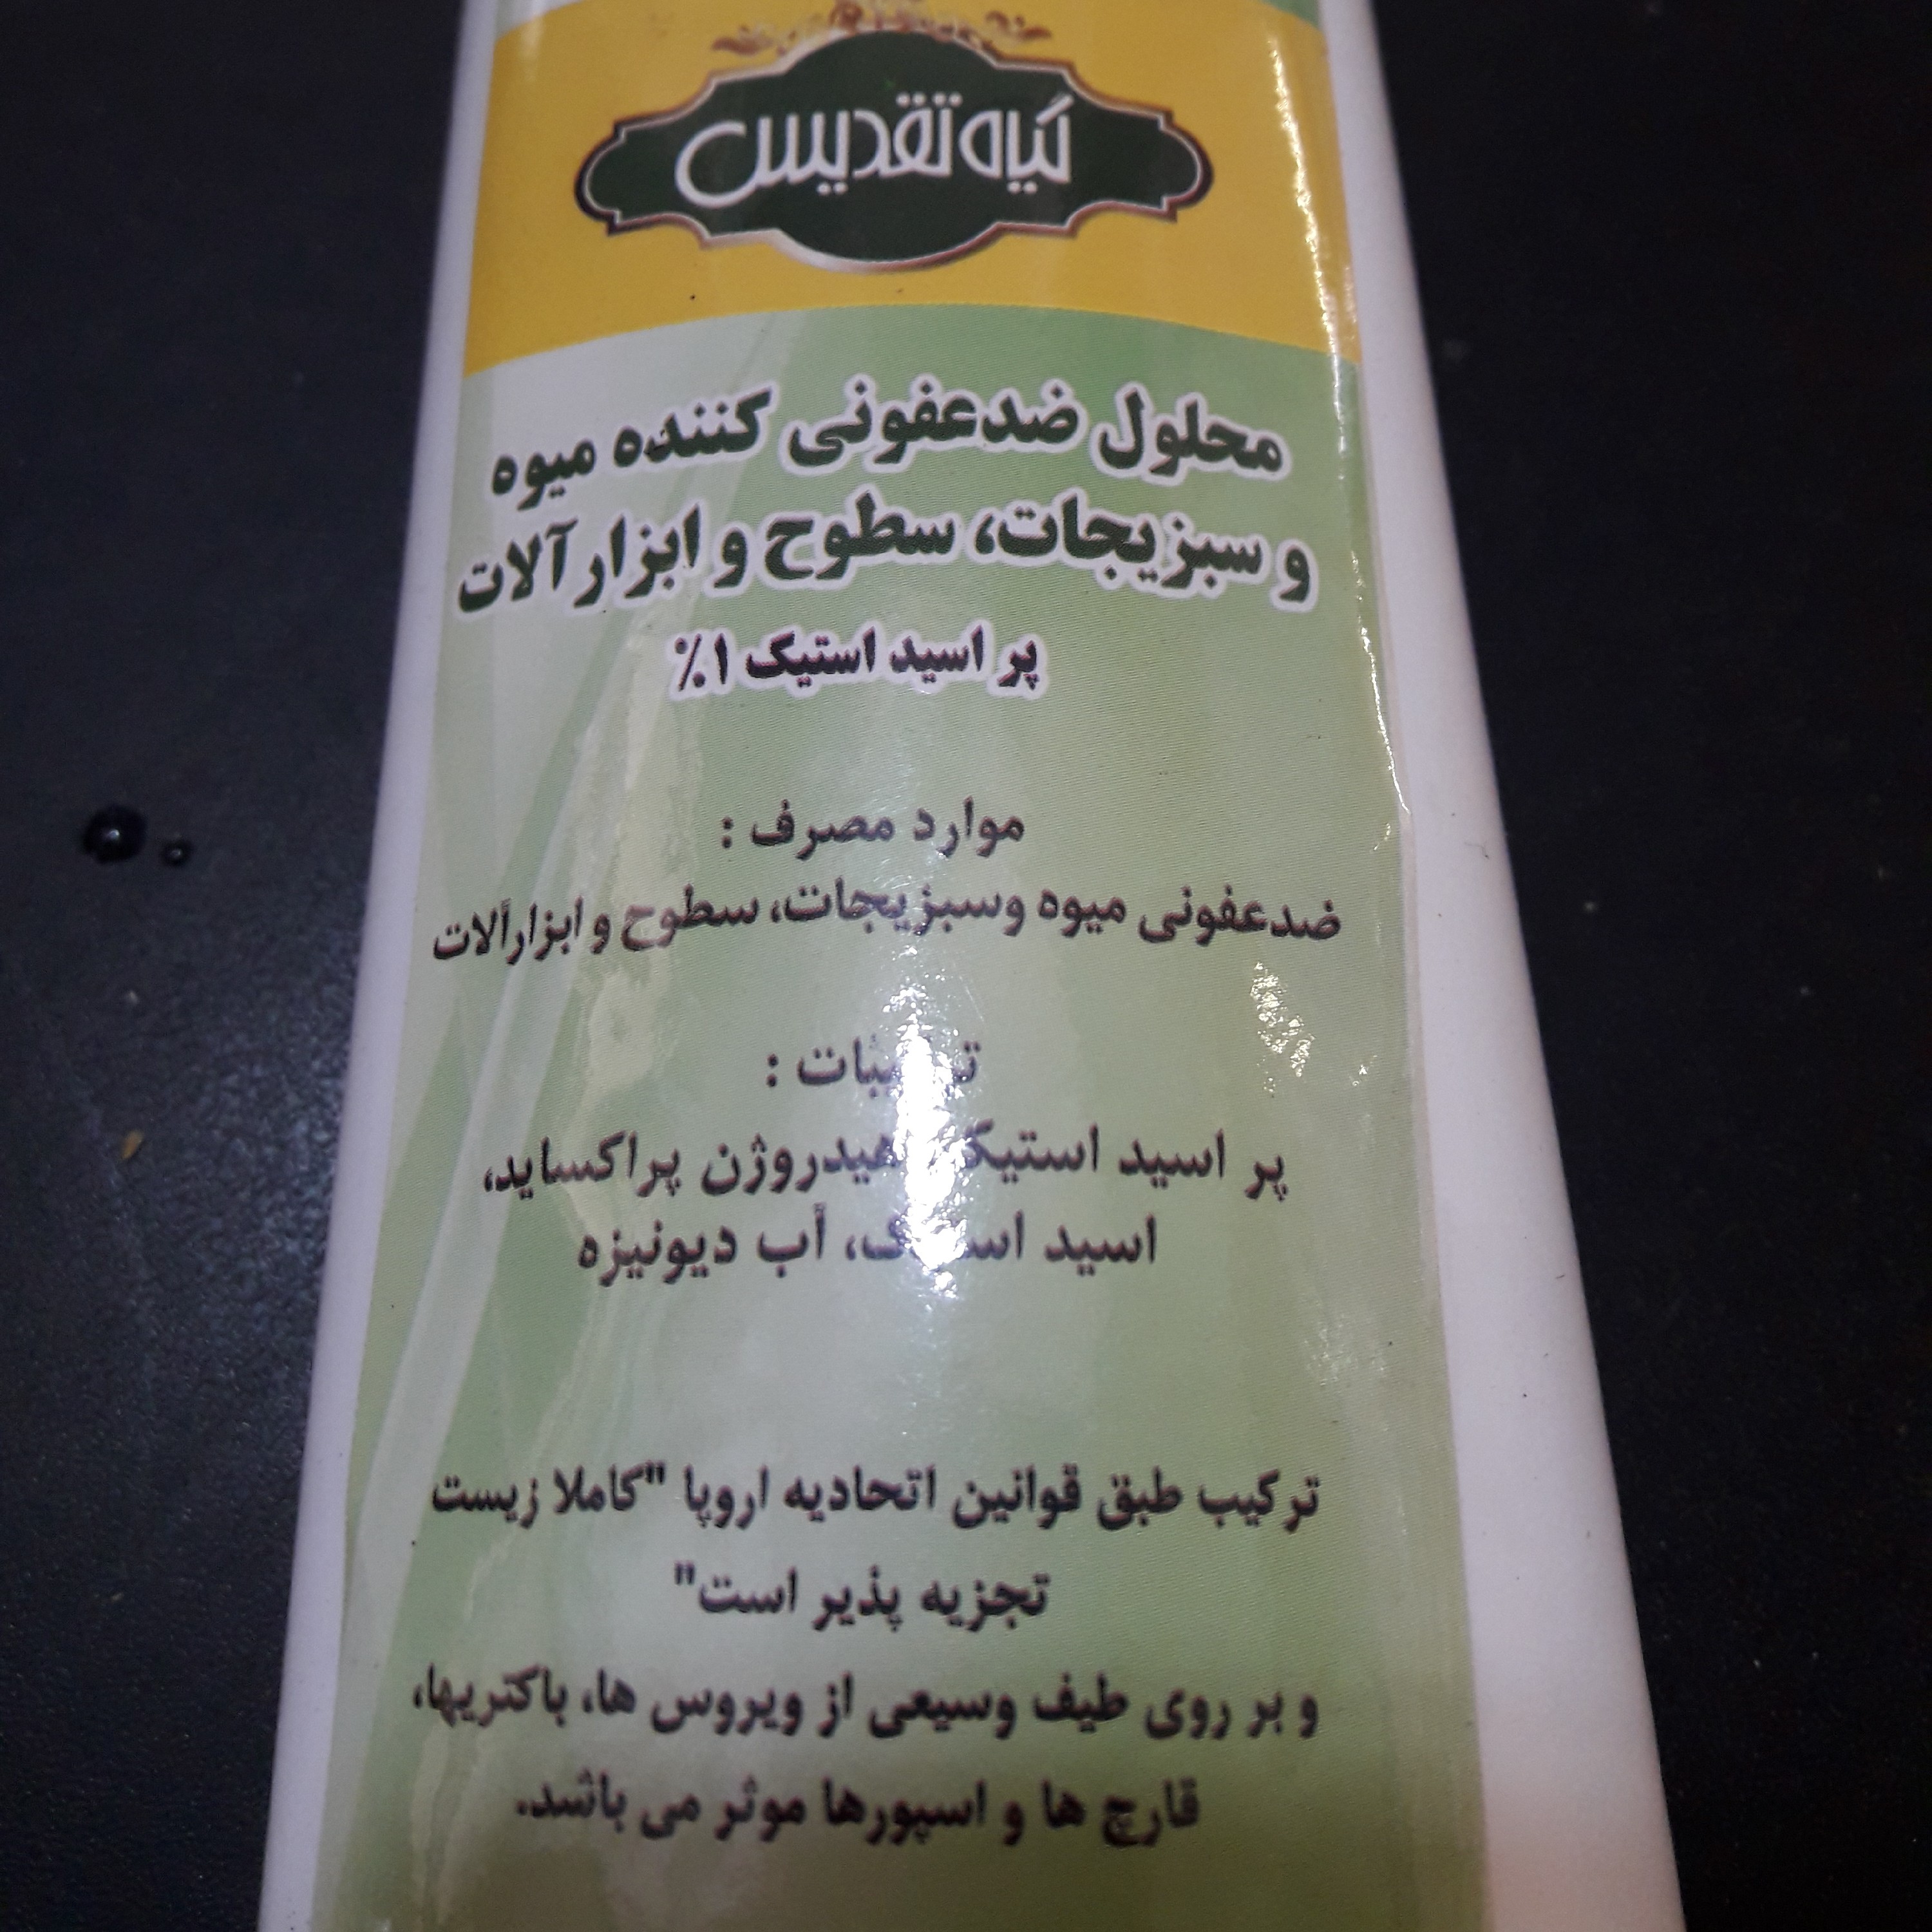 گیاه تقدیس
محلول ضدعفونی کننده میوه
و سبزیجات، سطوح و ابزارآلات
پر اسید استیک ۱٪
موارد مصرف :
ضدعفونی میوه وسبزیجات، سطوح و ابزارآلات
:
پر اسید استیک هیدروژن پراکساید،
اسید آب دیونیزه
ترکیب طبق قوانین اتحادیه اروپا "کاملا زیست
تجزیه پذیر است"
و بر روی طیف وسیعی از ویروس ها، باکتریها،
قارچ ها و اسپورها موثر می باشد.